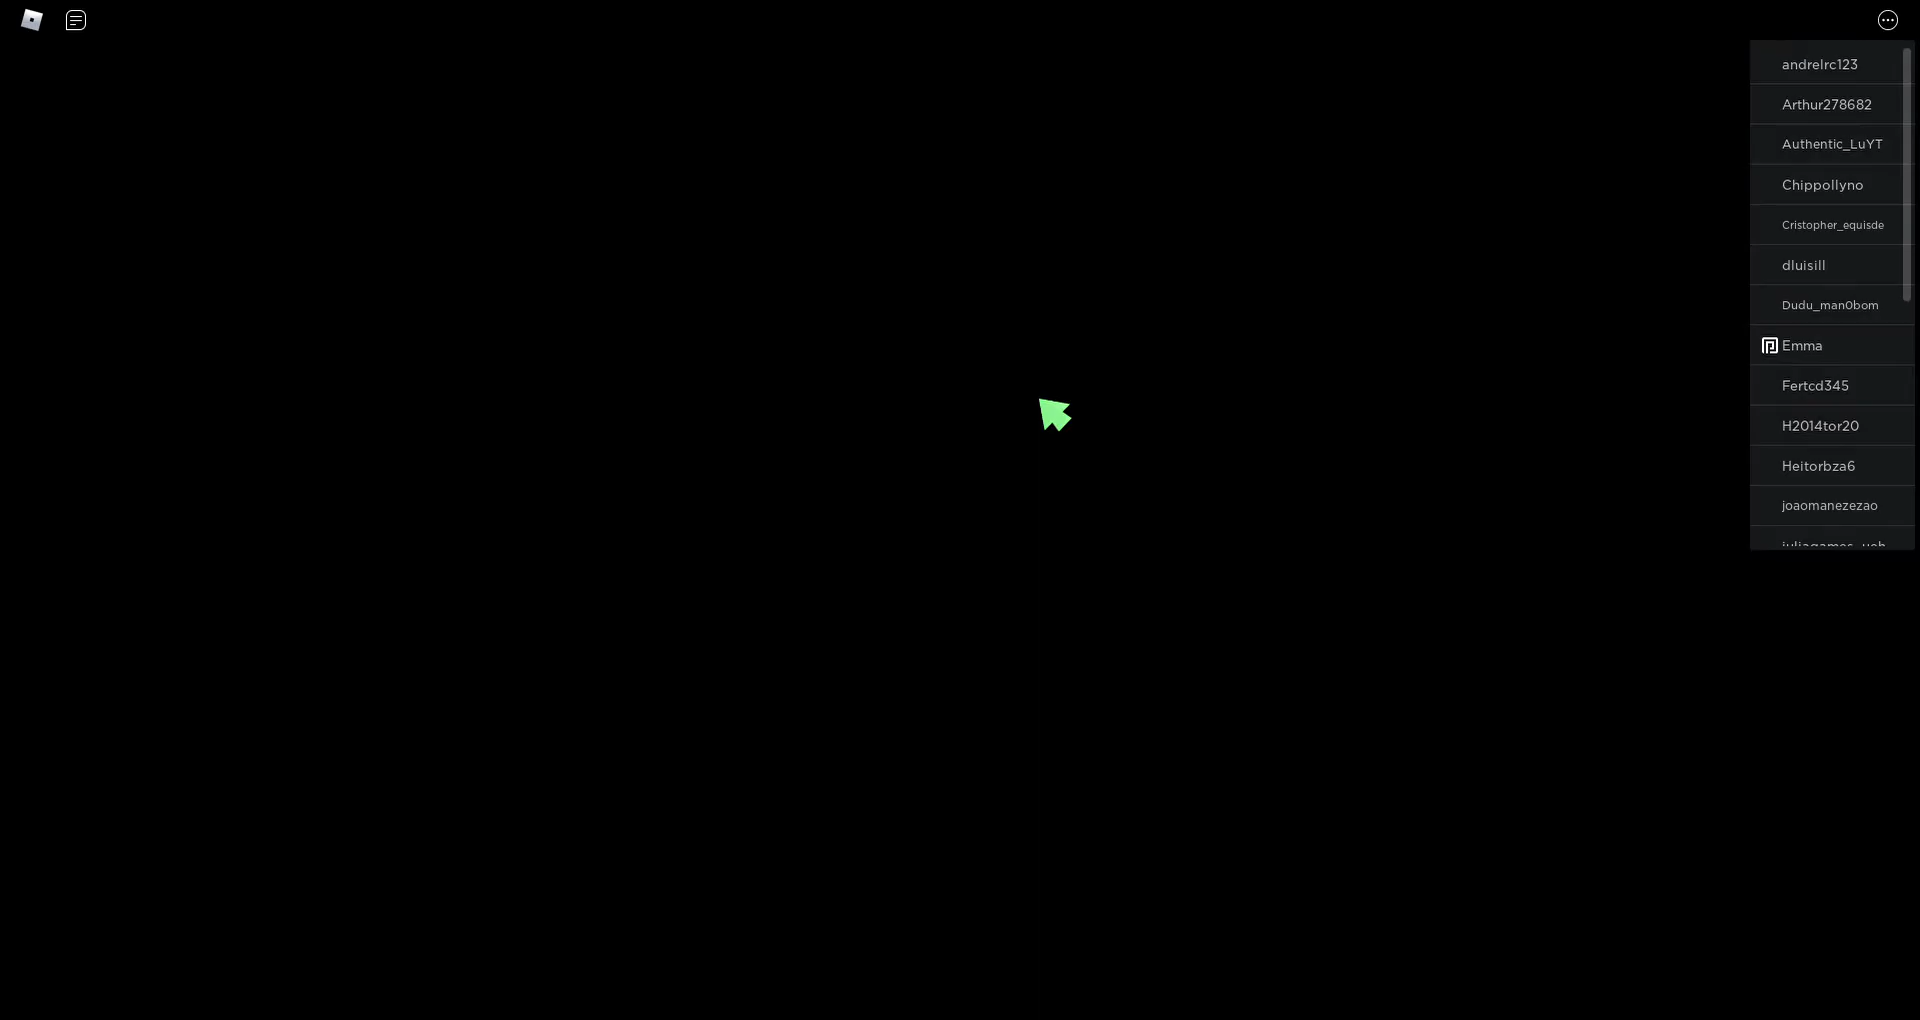 andrelrc123
Arthur278682
Authentic_LuYT
Chippollyno
Cristopher_equisde
dluisill
Dudu_man0bom
Emma
Fertcd345
H2014tor20
Heitorbza6
joaomanezezao